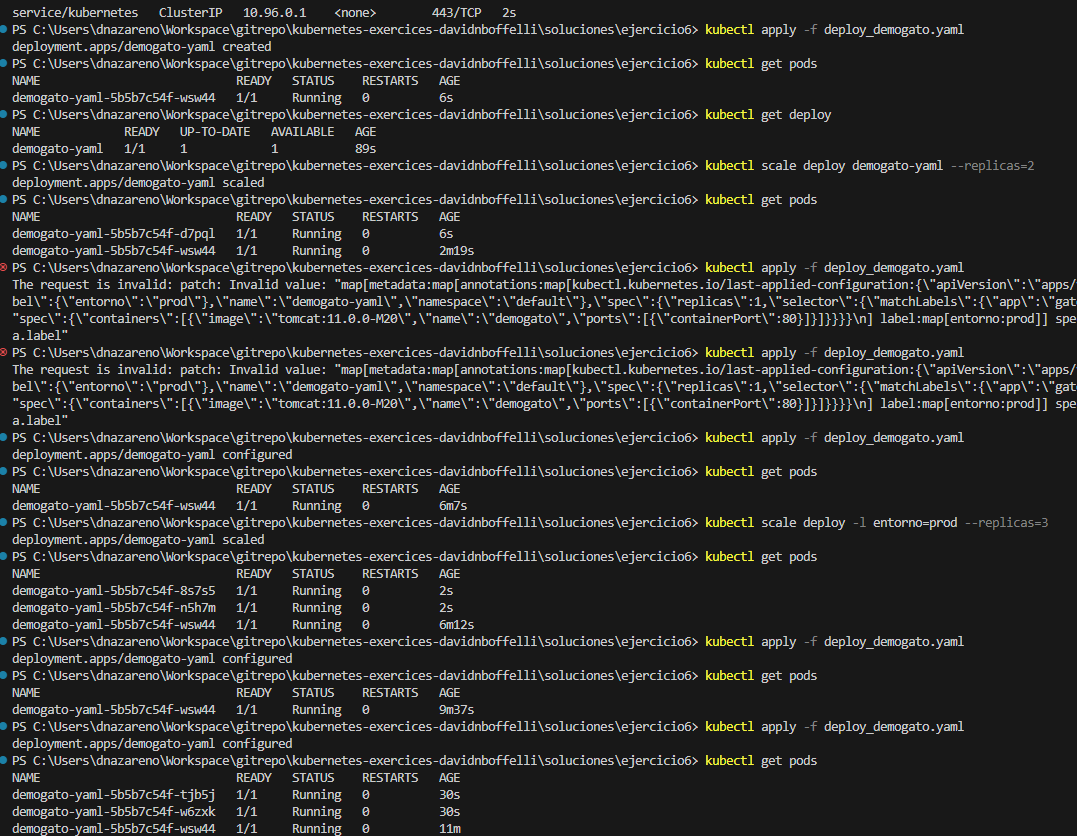 service/kubernetes   ClusterIP   10.96.0.1    <none>        443/TCP   2s
PS C:\Users\dnazareno\Workspace\gitrepo\kubernetes-exercices-davidnboffelli\soluciones\ejercicio6> kubectl apply -f deploy_demogato.yaml
deployment.apps/demogato-yaml created
PS C:\Users\dnazareno\Workspace\gitrepo\kubernetes-exercices-davidnboffelli\soluciones\ejercicio6> kubectl get pods
NAME                            READY   STATUS    RESTARTS   AGE
demogato-yaml-5b5b7c54f-wsw44   1/1     Running   0          6s
PS C:\Users\dnazareno\Workspace\gitrepo\kubernetes-exercices-davidnboffelli\soluciones\ejercicio6> kubectl get deploy
NAME            READY   UP-TO-DATE   AVAILABLE   AGE
demogato-yaml   1/1     1            1           89s
PS C:\Users\dnazareno\Workspace\gitrepo\kubernetes-exercices-davidnboffelli\soluciones\ejercicio6> kubectl scale deploy demogato-yaml --replicas=2
deployment.apps/demogato-yaml scaled
PS C:\Users\dnazareno\Workspace\gitrepo\kubernetes-exercices-davidnboffelli\soluciones\ejercicio6> kubectl get pods
NAME                            READY   STATUS    RESTARTS   AGE
demogato-yaml-5b5b7c54f-d7pql   1/1     Running   0          6s
demogato-yaml-5b5b7c54f-wsw44   1/1     Running   0          2m19s
PS C:\Users\dnazareno\Workspace\gitrepo\kubernetes-exercices-davidnboffelli\soluciones\ejercicio6> kubectl apply -f deploy_demogato.yaml
The request is invalid: patch: Invalid value: "map[metadata:map[annotations:map[kubectl.kubernetes.io/last-applied-configuration:{\"apiVersion\":\"apps/
bel\":{\"entorno\":\"prod\"},\"name\":\"demogato-yaml\",\"namespace\":\"default\"},\"spec\":{\"replicas\":1,\"selector\":{\"matchLabels\":{\"app\":\"gat
"spec\":{\"containers\":[{\"image\":\"tomcat:11.0.0-M20\",\"name\":\"demogato\",\"ports\":[{\"containerPort\":80}]}]}}}}\n] label:map[entorno:prod]] spe
a.label"
PS C:\Users\dnazareno\Workspace\gitrepo\kubernetes-exercices-davidnboffelli\soluciones\ejercicio6> kubectl apply -f deploy_demogato.yaml
The request is invalid: patch: Invalid value: "map[metadata:map[annotations:map[kubectl.kubernetes.io/last-applied-configuration:{\"apiVersion\":\"apps/
bel\":{\"entorno\":\"prod\"},\"name\":\"demogato-yaml\",\"namespace\":\"default\"},\"spec\":{\"replicas\":1,\"selector\":{\"matchLabels\":{\"app\":\"gat
"spec\":{\"containers\":[{\"image\":\"tomcat:11.0.0-M20\",\"name\":\"demogato\",\"ports\":[{\"containerPort\":80}]}]}}}}\n] label:map[entorno:prod]] spe
a.label"
PS C:\Users\dnazareno\Workspace\gitrepo\kubernetes-exercices-davidnboffelli\soluciones\ejercicio6> kubectl apply -f deploy_demogato.yaml
deployment.apps/demogato-yaml configured
PS C:\Users\dnazareno\Workspace\gitrepo\kubernetes-exercices-davidnboffelli\soluciones\ejercicio6> kubectl get pods
NAME                            READY   STATUS    RESTARTS   AGE
demogato-yaml-5b5b7c54f-wsw44   1/1     Running   0          6m7s
PS C:\Users\dnazareno\Workspace\gitrepo\kubernetes-exercices-davidnboffelli\soluciones\ejercicio6> kubectl scale deploy -l entorno=prod --replicas=3
deployment.apps/demogato-yaml scaled
PS C:\Users\dnazareno\Workspace\gitrepo\kubernetes-exercices-davidnboffelli\soluciones\ejercicio6> kubectl get pods
NAME                            READY   STATUS    RESTARTS   AGE
demogato-yaml-5b5b7c54f-8s7s5   1/1     Running   0          2s
demogato-yaml-5b5b7c54f-n5h7m   1/1     Running   0          2s
demogato-yaml-5b5b7c54f-wsw44   1/1     Running   0          6m12s
PS C:\Users\dnazareno\Workspace\gitrepo\kubernetes-exercices-davidnboffelli\soluciones\ejercicio6> kubectl apply -f deploy_demogato.yaml
deployment.apps/demogato-yaml configured
PS C:\Users\dnazareno\Workspace\gitrepo\kubernetes-exercices-davidnboffelli\soluciones\ejercicio6> kubectl get pods
NAME                            READY   STATUS    RESTARTS   AGE
demogato-yaml-5b5b7c54f-wsw44   1/1     Running   0          9m37s
PS C:\Users\dnazareno\Workspace\gitrepo\kubernetes-exercices-davidnboffelli\soluciones\ejercicio6> kubectl apply -f deploy_demogato.yaml
deployment.apps/demogato-yaml configured
PS C:\Users\dnazareno\Workspace\gitrepo\kubernetes-exercices-davidnboffelli\soluciones\ejercicio6> kubectl get pods
NAME                            READY   STATUS    RESTARTS   AGE
demogato-yaml-5b5b7c54f-tjb5j   1/1     Running   0          30s
demogato-yaml-5b5b7c54f-w6zxk   1/1     Running   0          30s
demogato-yaml-5b5b7c54f-wsw44   1/1     Running   0          11m